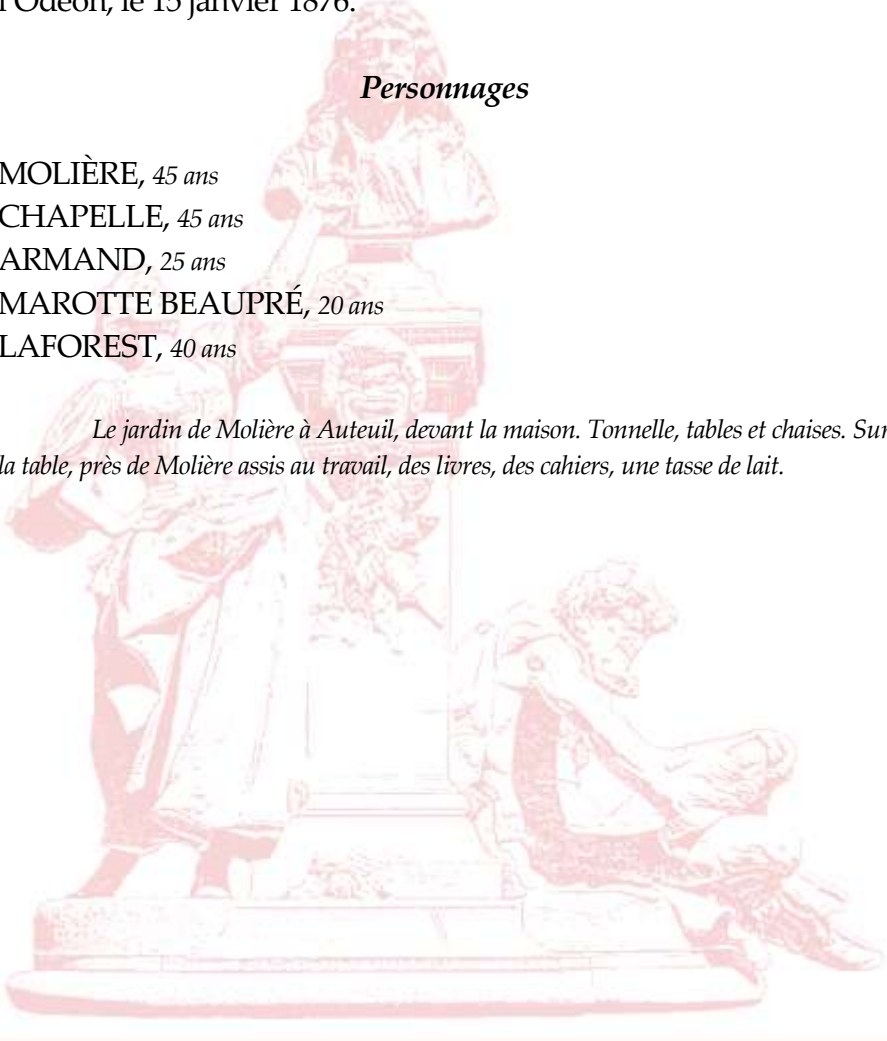 l'Odéon, le 15 janvier 1876.
Personnages
MOLIÈRE, 45 ans
CHAPELLE, 45 ans
ARMAND, 25 ans
MAROTTE BEAUPRÉ, 20 ans
LAFOREST, 40 ans
Le jardin de Molière à Auteuil, devant la maison. Tonnelle, tables et chaises. Sur
la table, près de Molière assis au travail, des livres, des cahiers, une tasse de lait.